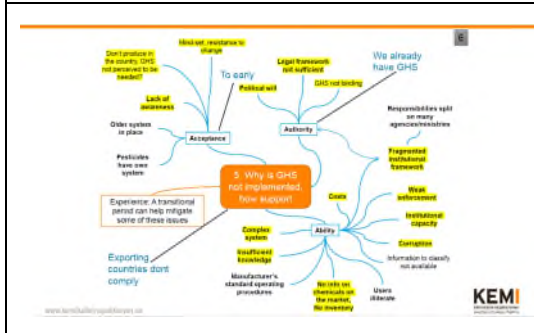 6
Mind-set, resistance to
change
Don't produce in
the country, GHS
not perceived to be
needed?
Lack of
awareness
Older system
in place
Pesticides
have own
system
Acceptance
To early
Political will
Legal framework
not sufficient
GHS not binding
We already
have GHS
Authority
Responsibilities split
on many
agencies/ministries
Fragmented
institutional
framework
5. Why is GHS
not implemented,
how support
Experience: A transitional
period can help mitigate
some of these issues
Exporting
countries dont
comply
Costs
Weak
enforcement
Institutional
capacity
Corruption
Information to classify
not available
Users
illiterate
Ability
Complex
system
Insufficient
knowledge
Manufacturer's
standard operating
procedures
No info on
chemicals on
the market,
No inventory
KEMI